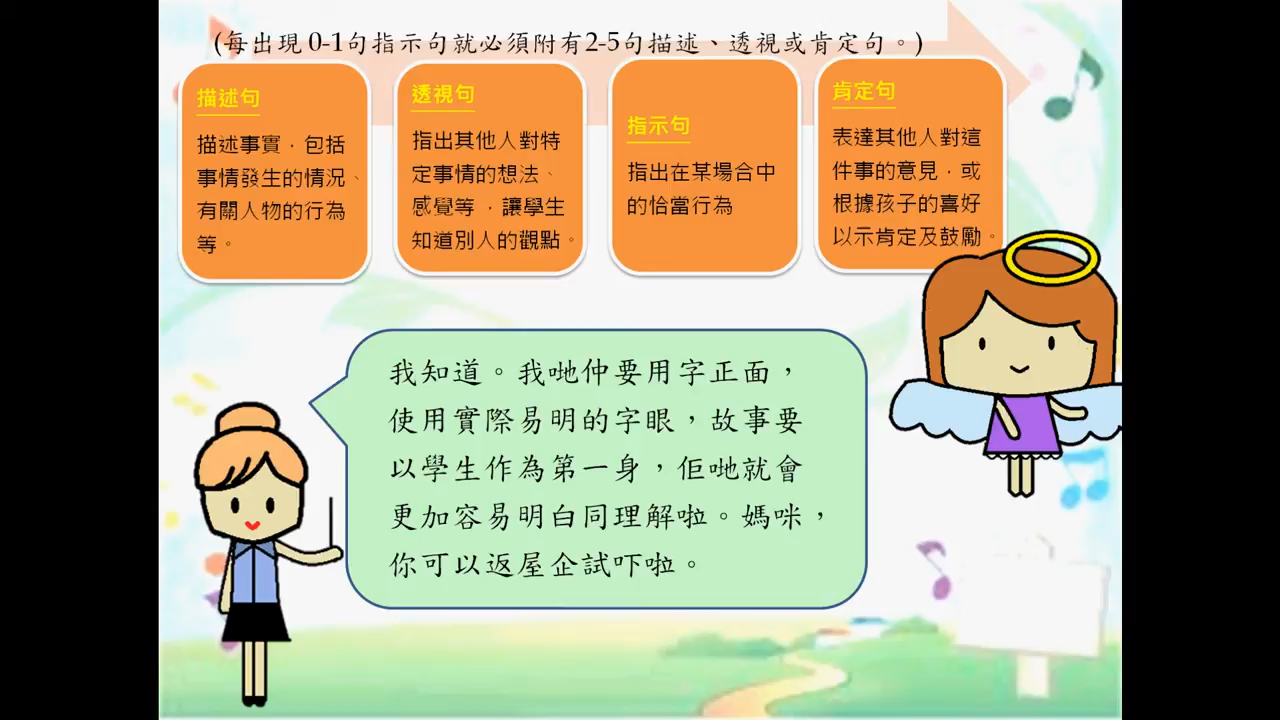 (每出現 0-1句指示句就必須附有2-5句描述、透視或肯定句。)
描述句
描述事實，包括
事情發生的情況、
有關人物的行為
等。
透視句
指出其他人對特
定事情的想法、
感覺等 ，讓學生
知道別人的觀點。
指示句
指出在某場合中
的恰當行為
肯定句
表達其他人對這
件事的意見，或
根據孩子的喜好
以示肯定及鼓勵。
我知道。我哋仲要用字正面，
使用實際易明的字眼，故事要
以學生作為第一身，佢哋就會
更加容易明白同理解啦。媽咪，
你可以返屋企試吓啦。